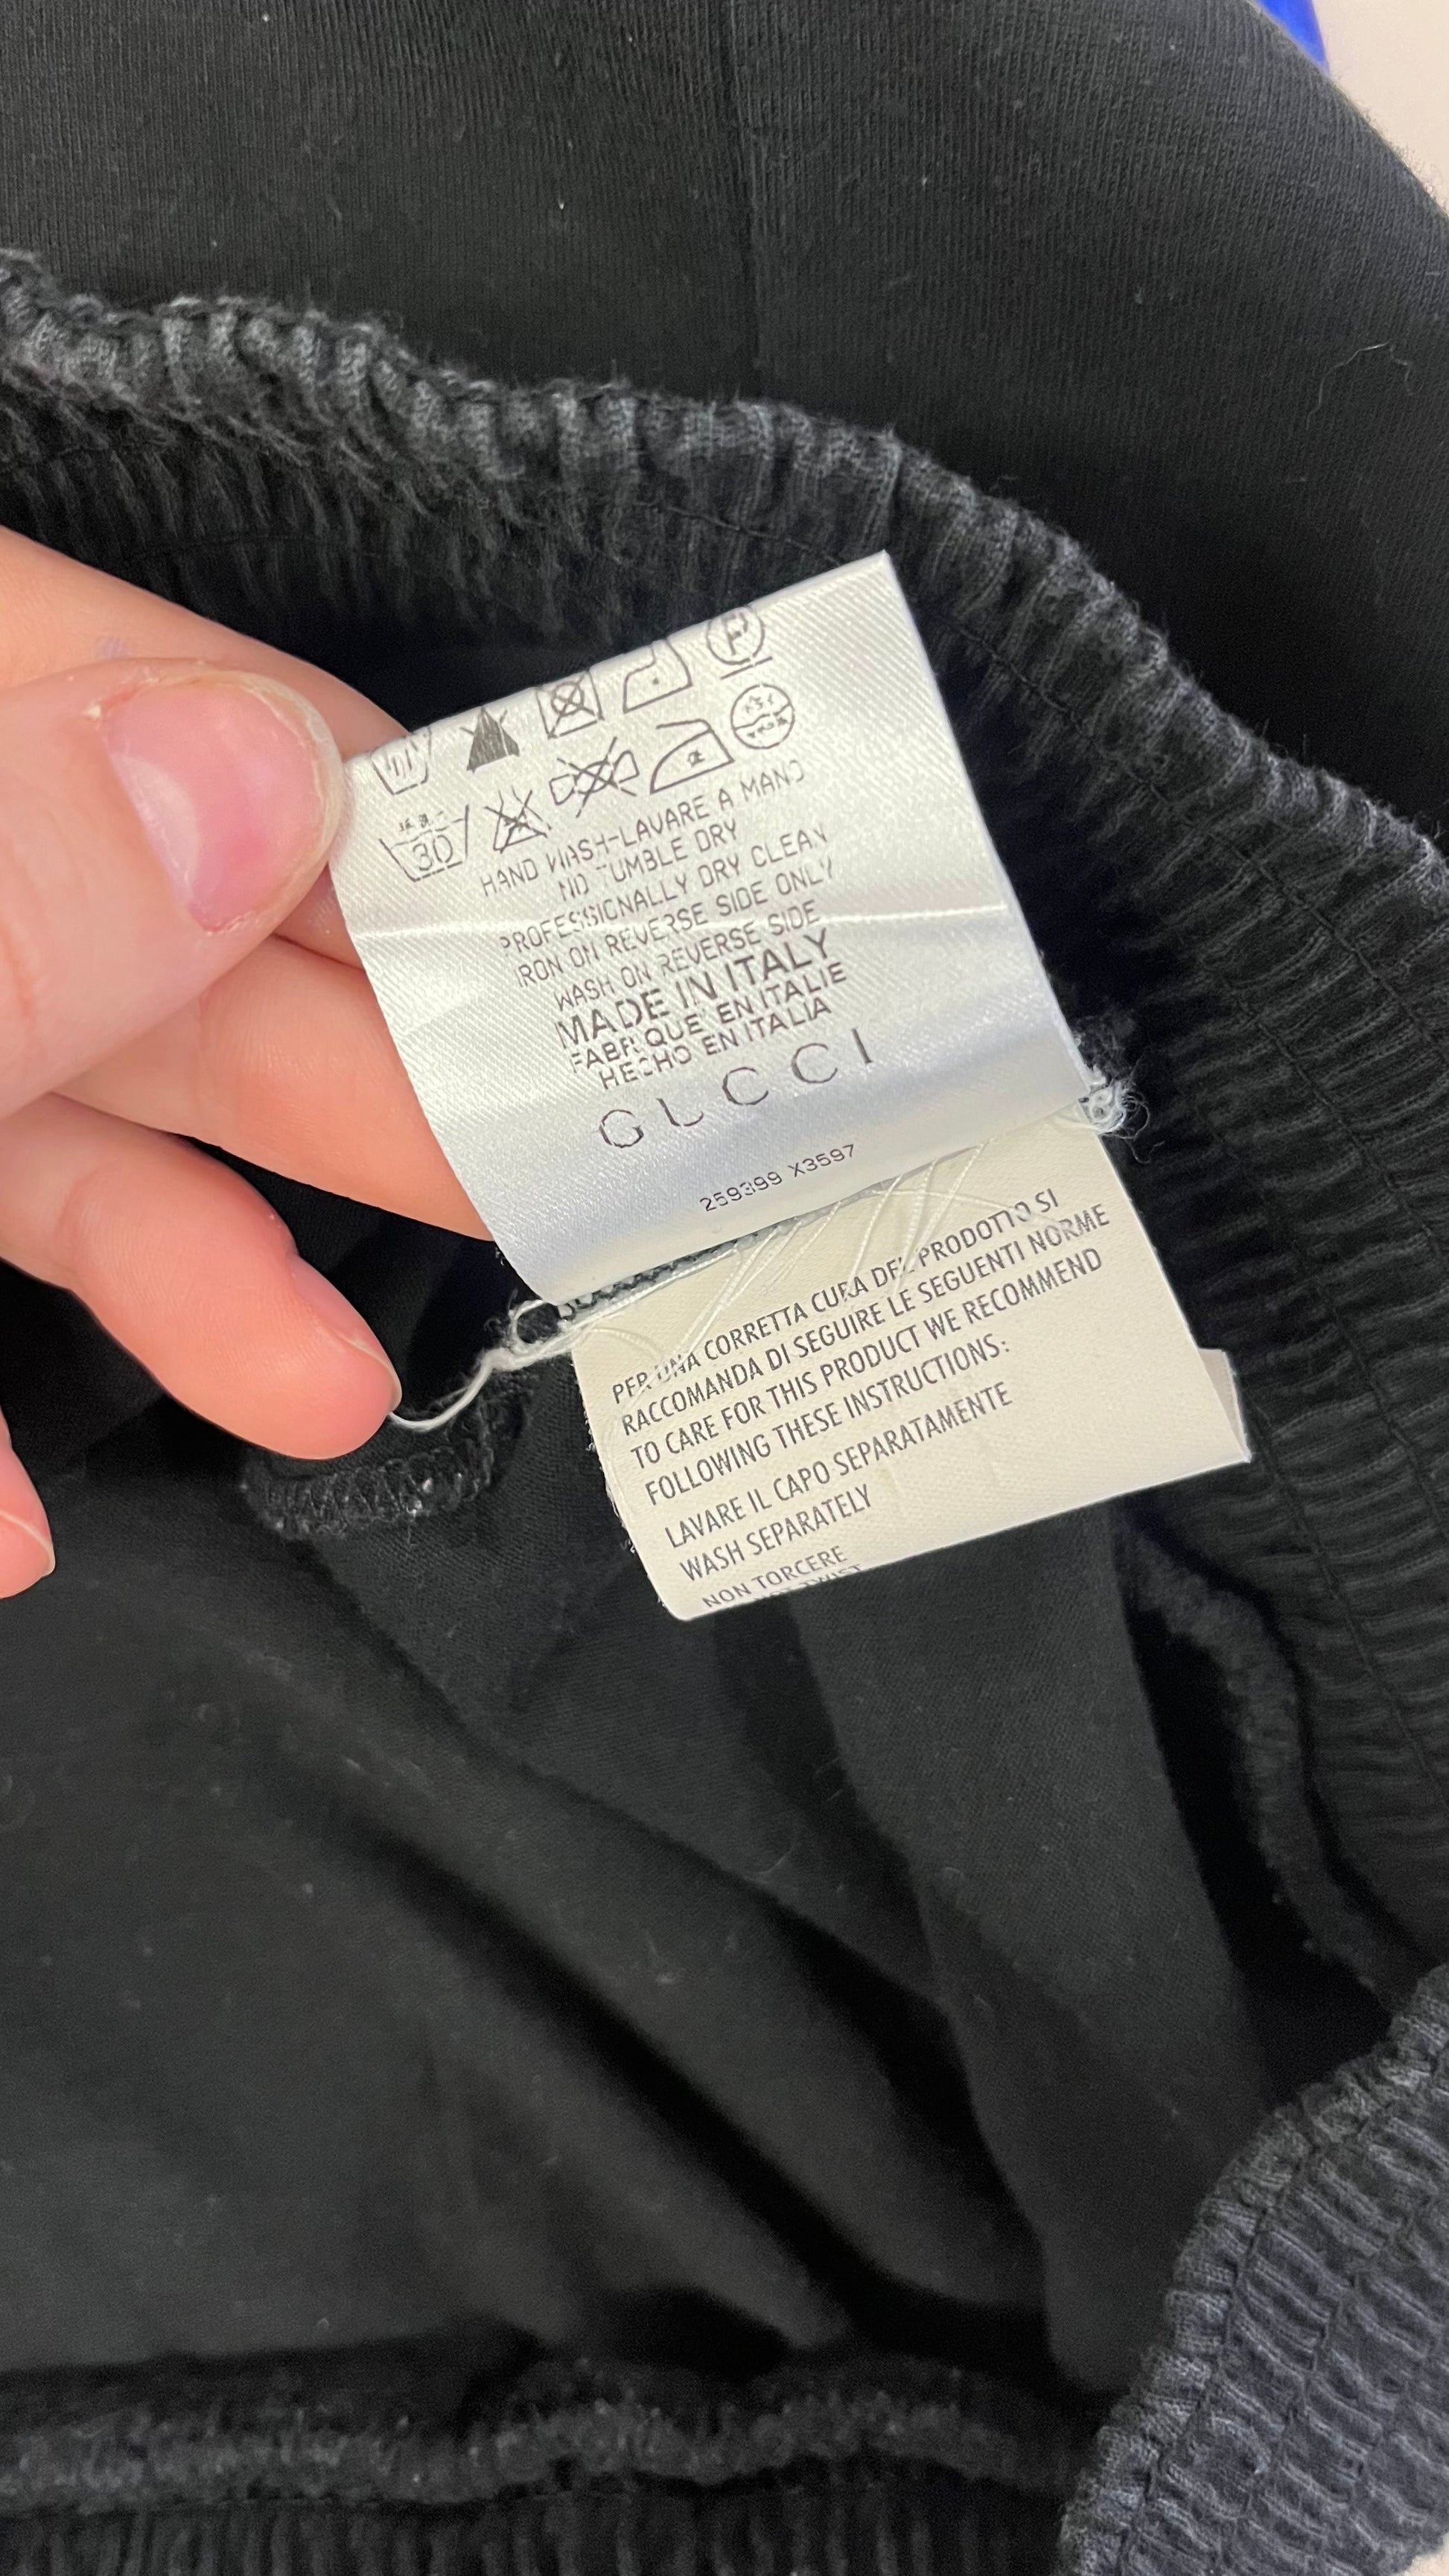 30
HAND WASH-LAVARE A MANO
NO TUMBLE DRY
PROFESSIONALLY DRY CLEAN
IRON ON REVERSE SIDE ONLY
WASH ON REVERSE SIDE
MADE IN ITALY
FABRIQUE' EN ITALIE
HECHO EN ITALIA
GUCCI
259399 X3597
PER UNA CORRETTA CURA DEL PRODOTTO SI
RACCOMANDA DI SEGUIRE LE SEGUENTI NORME
TO CARE FOR THIS PRODUCT WE RECOMMEND
FOLLOWING THESE INSTRUCTIONS:
LAVARE IL CAPO SEPARATAMENTE
WASH SEPARATELY
NON TORCERE